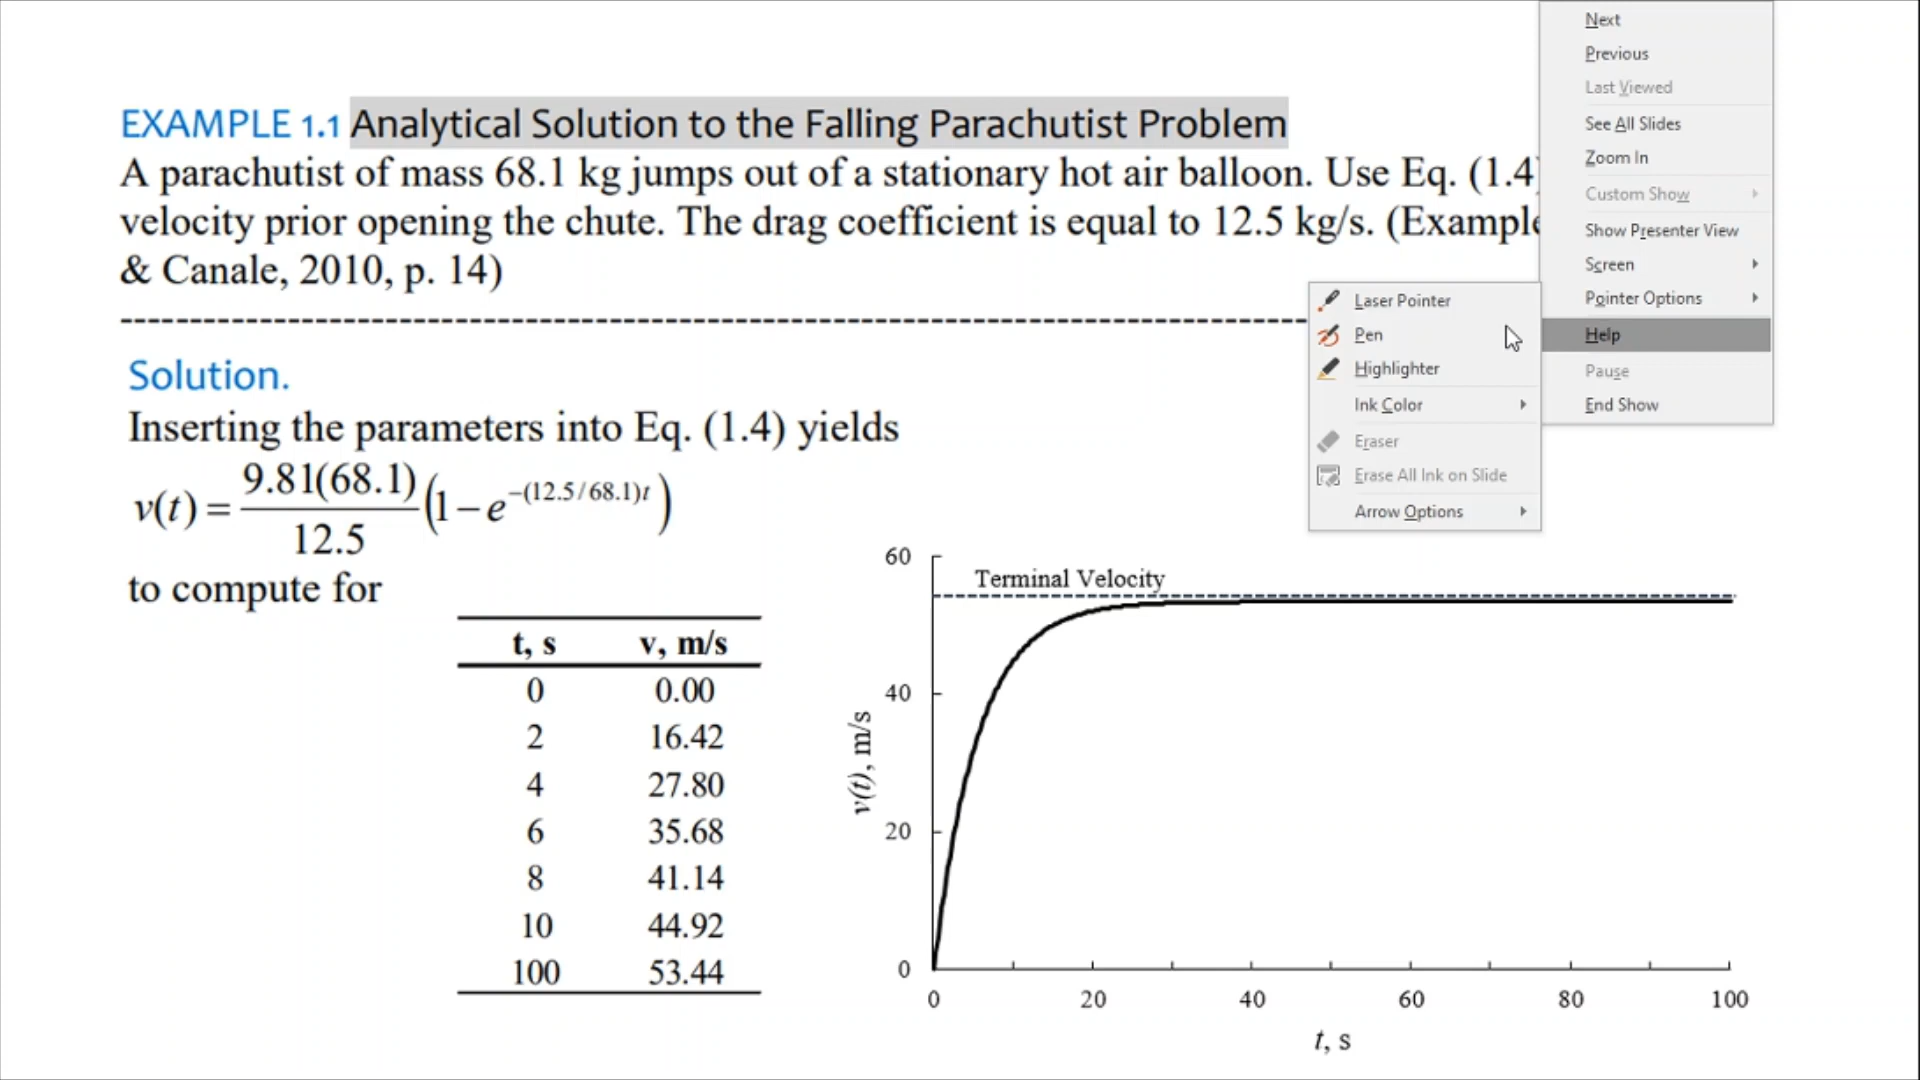 EXAMPLE 1.1 Analytical Solution to the Falling Parachutist Problem
A parachutist of mass 68.1 kg jumps out of a stationary hot air balloon. Use Eq. (1.4)
velocity prior opening the chute. The drag coefficient is equal to 12.5 kg/s. (Example
& Canale, 2010, p. 14)
Solution.
Inserting the parameters into Eq. (1.4) yields
v(t) = 9.81(68.1)/12.5 (1 − e^−(12.5/68.1)t)
to compute for
t, s v, m/s
0 0.00
2 16.42
4 27.80
6 35.68
8 41.14
10 44.92
100 53.44
60
Terminal Velocity
40
20
0
v(t), m/s
0 20 40 60 80 100
t, s
Laser Pointer
Pen
Highlighter
Ink Color
Eraser
Erase All Ink on Slide
Arrow Options
Next
Previous
Last Viewed
See All Slides
Zoom In
Custom Show
Show Presenter View
Screen
Pointer Options
Help
Pause
End Show